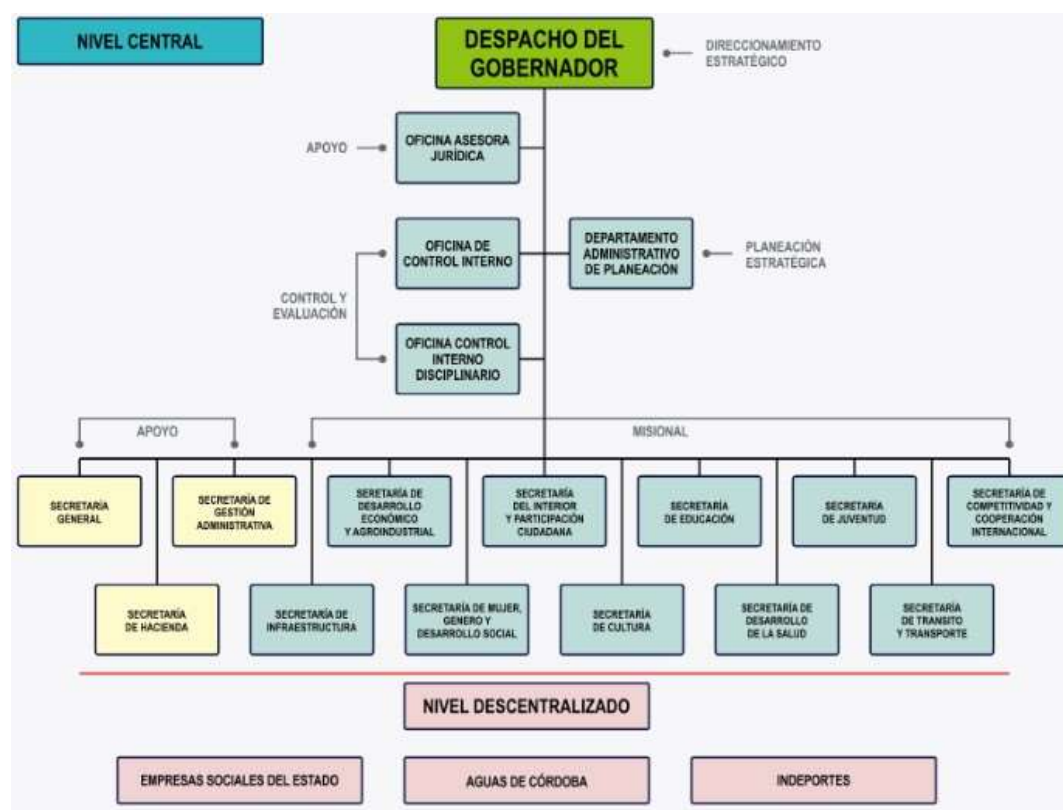 NIVEL CENTRAL
DESPACHO DEL
GOBERNADOR
DIRECCIONAMIENTO
ESTRATÉGICO
APOYO
OFICINA ASESORA
JURÍDICA
OFICINA DE
CONTROL INTERNO
DEPARTAMENTO
ADMINISTRATIVO
DE PLANEACIÓN
PLANEACIÓN
ESTRATÉGICA
CONTROL Y
EVALUACIÓN
OFICINA CONTROL
INTERNO
DISCIPLINARIO
APOYO
MISIONAL
SECRETARÍA
GENERAL
SECRETARÍA DE
GESTIÓN
ADMINISTRATIVA
SERETARÍA DE
DESARROLLO
ECONÓMICO
Y AGROINDUSTRIAL
SECRETARÍA
DEL INTERIOR
Y PARTICIPACIÓN
CIUDADANA
SECRETARÍA
DE EDUCACIÓN
SECRETARÍA
DE JUVENTUD
SECRETARÍA DE
COMPETITIVIDAD Y
COOPERACIÓN
INTERNACIONAL
SECRETARÍA
DE HACIENDA
SECRETARÍA DE
INFRAESTRUCTURA
SECRETARÍA DE MUJER,
GENERO Y
DESARROLLO SOCIAL
SECRETARÍA
DE CULTURA
SECRETARÍA DE
DESARROLLO
DE LA SALUD
SECRETARÍA
DE TRANSITO
Y TRANSPORTE
NIVEL DESCENTRALIZADO
EMPRESAS SOCIALES DEL ESTADO
AGUAS DE CÓRDOBA
INDEPORTES